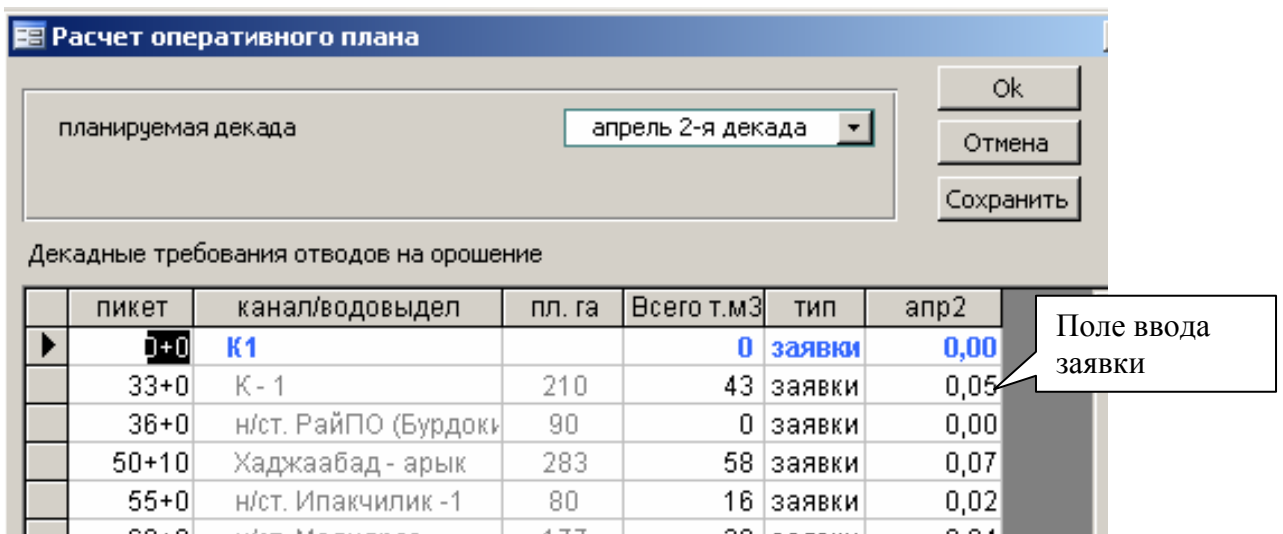 Расчет оперативного плана
Ok
планируемая декада апрель 2-я декада
Отмена
Сохранить
Декадные требования отводов на орошение
пикет канал/водовыдел пл. га Всего т.м3 тип апр2
0+0 К1 0 заявки 0,00
33+0 К - 1 210 43 заявки 0,05
36+0 н/ст. РайПО (Бурдоки 90 0 заявки 0,00
50+10 Хаджаабад - арык 283 58 заявки 0,07
55+0 н/ст. Ипакчилик -1 80 16 заявки 0,02
Поле ввода
заявки